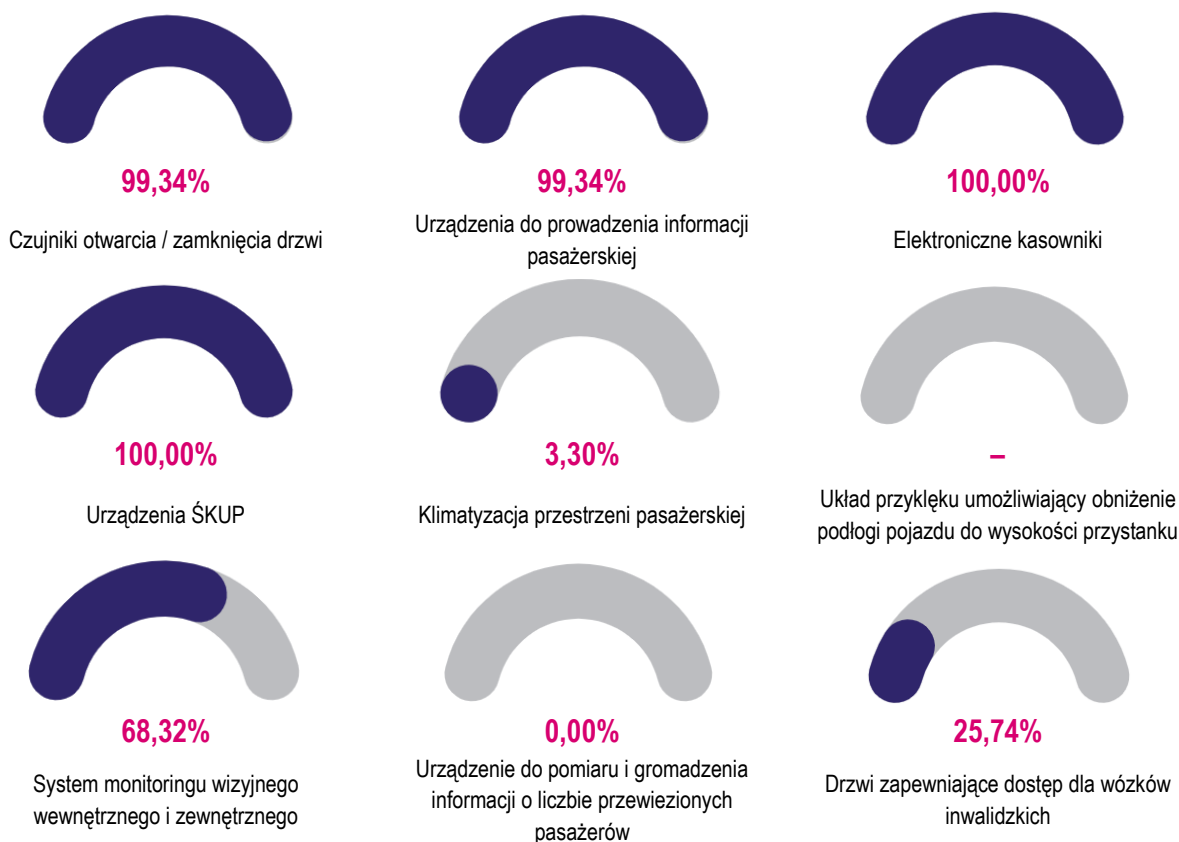 99,34%
Czujniki otwarcia / zamknięcia drzwi
99,34%
Urządzenia do prowadzenia informacji
pasażerskiej
100,00%
Elektroniczne kasowniki
100,00%
Urządzenia ŚKUP
3,30%
Klimatyzacja przestrzeni pasażerskiej
–
Układ przyklęku umożliwiający obniżenie
podłogi pojazdu do wysokości przystanku
68,32%
System monitoringu wizyjnego
wewnętrznego i zewnętrznego
0,00%
Urządzenie do pomiaru i gromadzenia
informacji o liczbie przewiezionych
pasażerów
25,74%
Drzwi zapewniające dostęp dla wózków
inwalidzkich